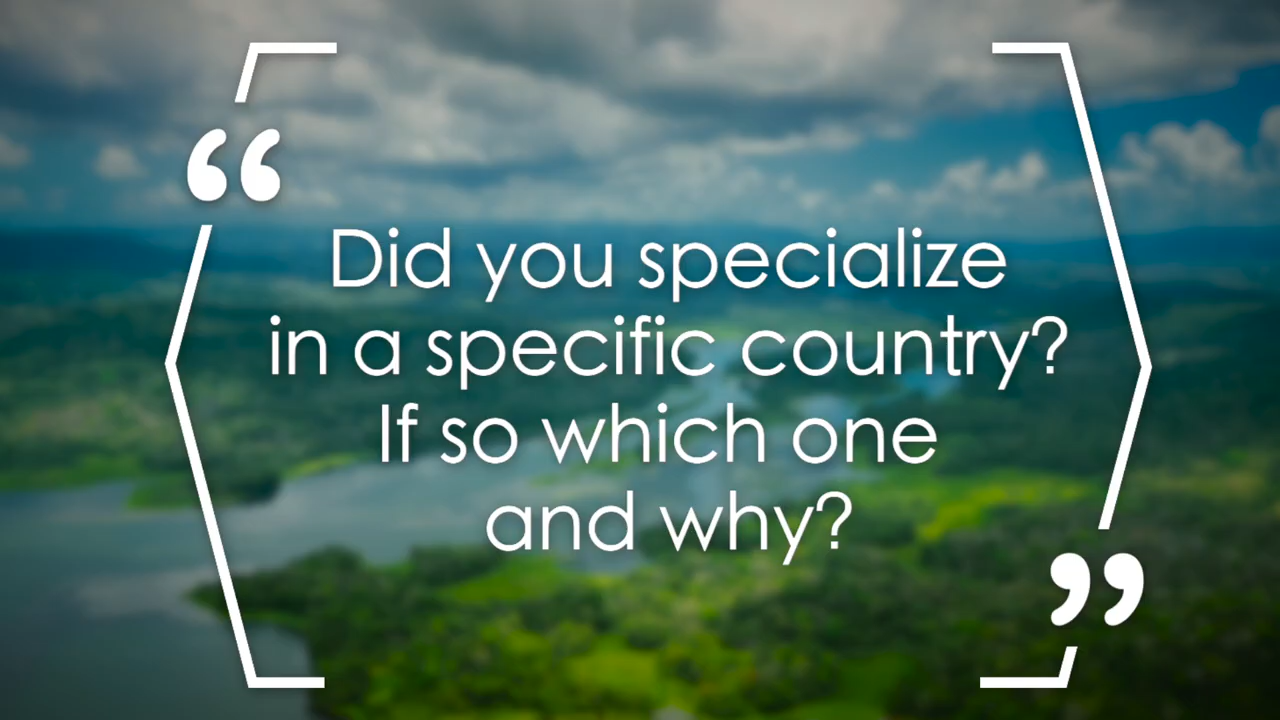 “
Did you specialize
in a specific country?
If so which one
and why?
”